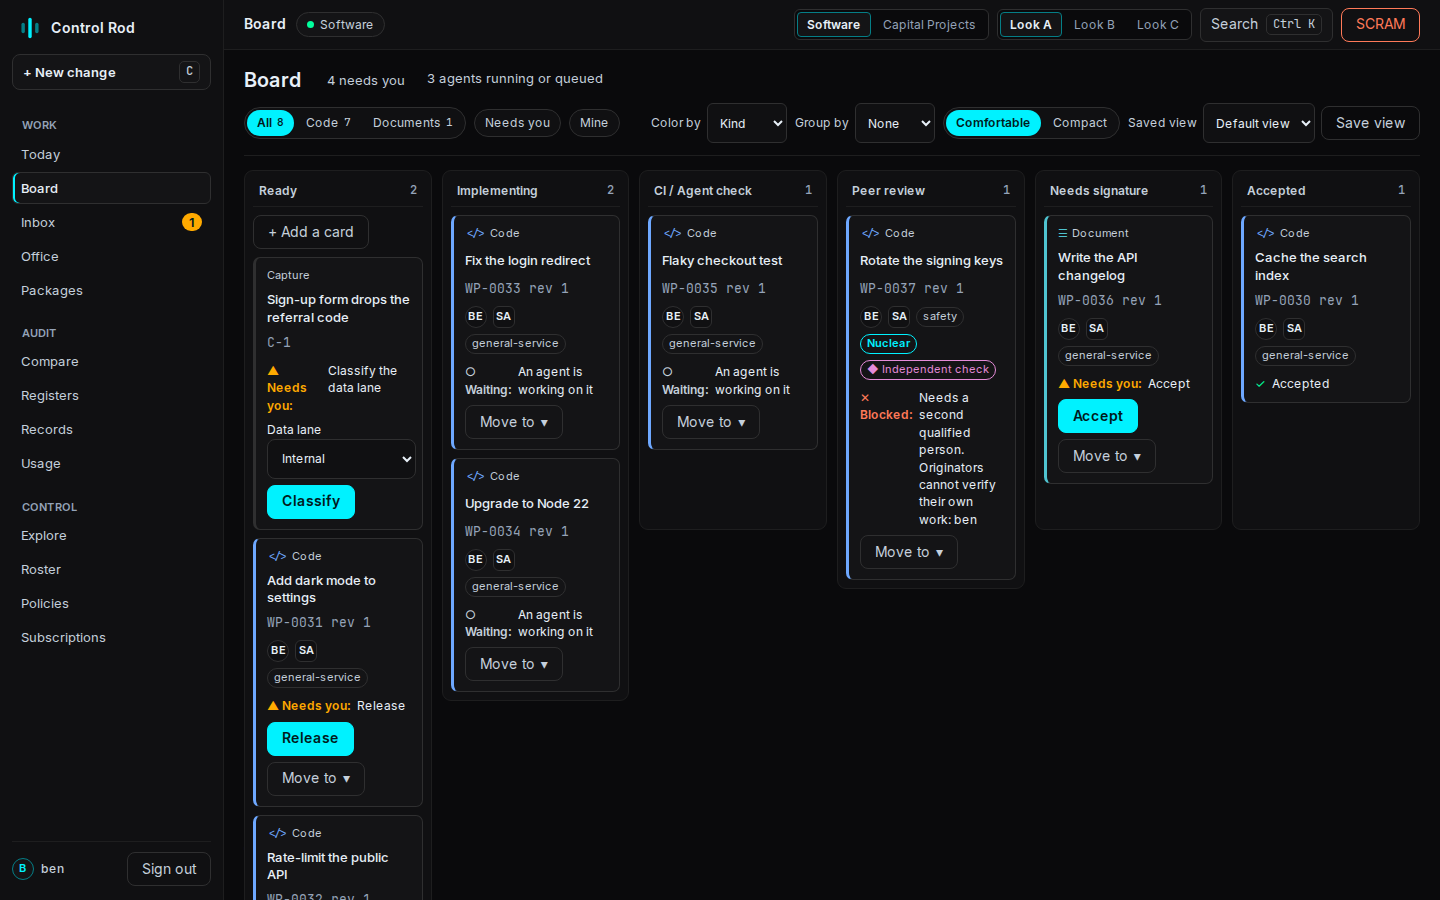 Control Rod
+ New change C
WORK
Today
Board
Inbox 1
Office
Packages
AUDIT
Compare
Registers
Records
Usage
CONTROL
Explore
Roster
Policies
Subscriptions
B ben Sign out
Board Software
Software Capital Projects Look A Look B Look C Search Ctrl K SCRAM
Board 4 needs you 3 agents running or queued
All 8 Code 7 Documents 1 Needs you Mine Color by Kind Group by None Comfortable Compact Saved view Default view Save view
Ready 2
+ Add a card
Capture
Sign-up form drops the
referral code
C-1
▲ Needs you: Classify the data lane
Data lane
Internal
Classify
</> Code
Add dark mode to
settings
WP-0031 rev 1
BE SA
general-service
▲ Needs you: Release
Release
Move to ▾
</> Code
Rate-limit the public
API
WP-0032 rev 1
Implementing 2
</> Code
Fix the login redirect
WP-0033 rev 1
BE SA
general-service
○ Waiting: An agent is working on it
Move to ▾
</> Code
Upgrade to Node 22
WP-0034 rev 1
BE SA
general-service
○ Waiting: An agent is working on it
Move to ▾
CI / Agent check 1
</> Code
Flaky checkout test
WP-0035 rev 1
BE SA
general-service
○ Waiting: An agent is working on it
Move to ▾
Peer review 1
</> Code
Rotate the signing keys
WP-0037 rev 1
BE SA safety
Nuclear
◆ Independent check
✕ Blocked: Needs a second qualified person. Originators cannot verify their own work: ben
Move to ▾
Needs signature 1
☰ Document
Write the API
changelog
WP-0036 rev 1
BE SA
general-service
▲ Needs you: Accept
Accept
Move to ▾
Accepted 1
</> Code
Cache the search
index
WP-0030 rev 1
BE SA
general-service
✓ Accepted